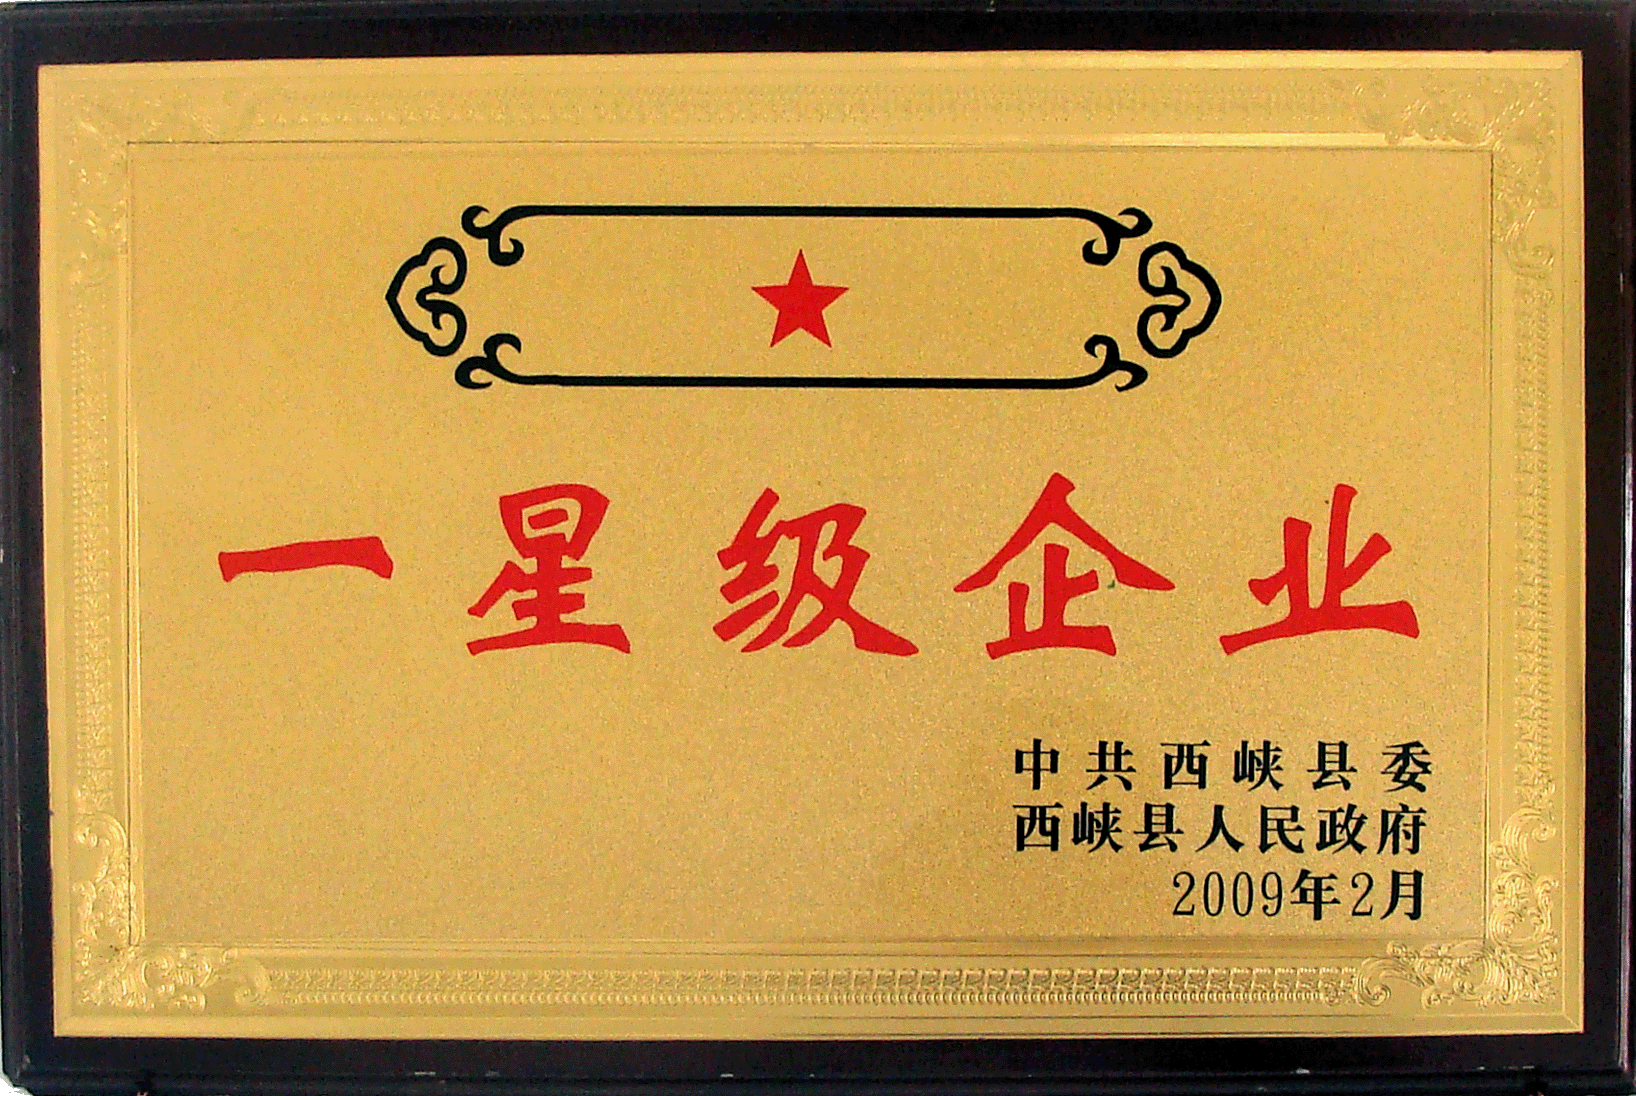 一星级企业
中共西峡县委
西峡县人民政府
2009年2月